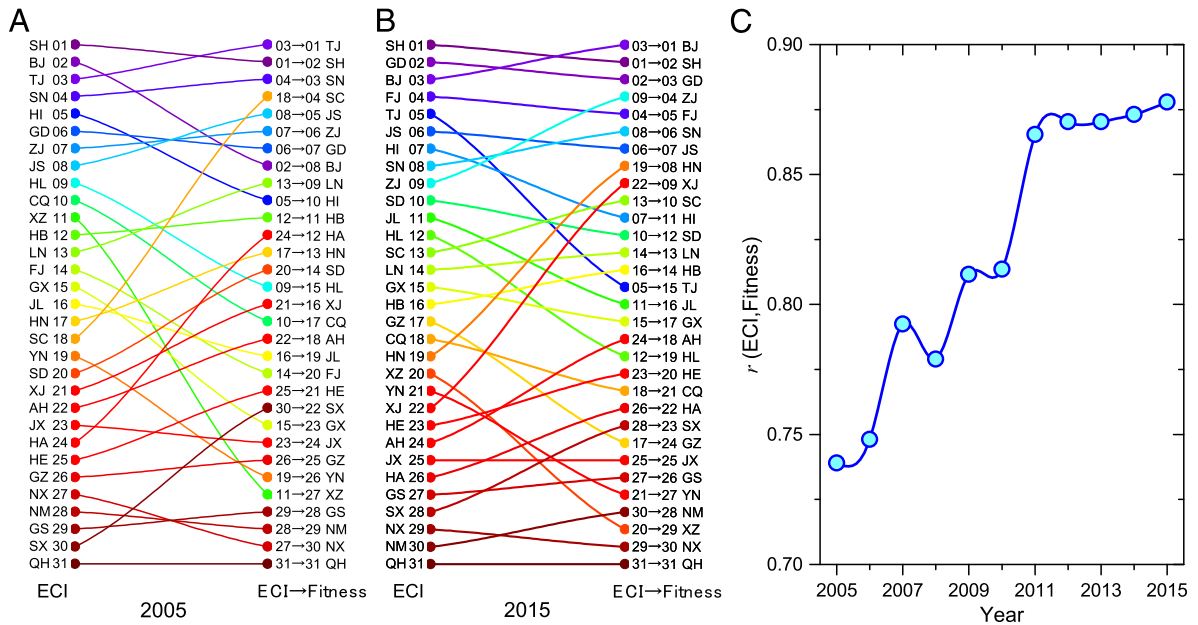 A
SH 01 03→01 TJ
BJ 02 01→02 SH
TJ 03 04→03 SN
SN 04 18→04 SC
HI 05 08→05 JS
GD 06 07→06 ZJ
ZJ 07 06→07 GD
JS 08 02→08 BJ
HL 09 13→09 LN
CQ 10 05→10 HI
XZ 11 12→11 HB
HB 12 24→12 HA
LN 13 17→13 HN
FJ 14 20→14 SD
GX 15 09→15 HL
JL 16 21→16 XJ
HN 17 10→17 CQ
SC 18 22→18 AH
YN 19 16→19 JL
SD 20 14→20 FJ
XJ 21 25→21 HE
AH 22 30→22 SX
JX 23 15→23 GX
HA 24 23→24 JX
HE 25 26→25 GZ
GZ 26 19→26 YN
NX 27 11→27 XZ
NM 28 29→28 GS
GS 29 28→29 NM
SX 30 27→30 NX
QH 31 31→31 QH
ECI ECI→Fitness
2005
B
SH 01 03→01 BJ
GD 02 01→02 SH
BJ 03 02→03 GD
FJ 04 09→04 ZJ
TJ 05 04→05 FJ
JS 06 08→06 SN
HI 07 06→07 JS
SN 08 19→08 HN
ZJ 09 22→09 XJ
SD 10 13→10 SC
JL 11 07→11 HI
HL 12 10→12 SD
SC 13 14→13 LN
LN 14 16→14 HB
GX 15 05→15 TJ
HB 16 11→16 JL
GZ 17 15→17 GX
CQ 18 24→18 AH
HN 19 12→19 HL
XZ 20 23→20 HE
YN 21 18→21 CQ
XJ 22 26→22 HA
HE 23 28→23 SX
AH 24 17→24 GZ
JX 25 25→25 JX
HA 26 27→26 GS
GS 27 21→27 YN
SX 28 30→28 NM
NX 29 20→29 XZ
NM 30 29→30 NX
QH 31 31→31 QH
ECI ECI→Fitness
2015
C
0.90
0.85
0.80
0.75
0.70
r (ECI,Fitness)
2005 2007 2009 2011 2013 2015
Year